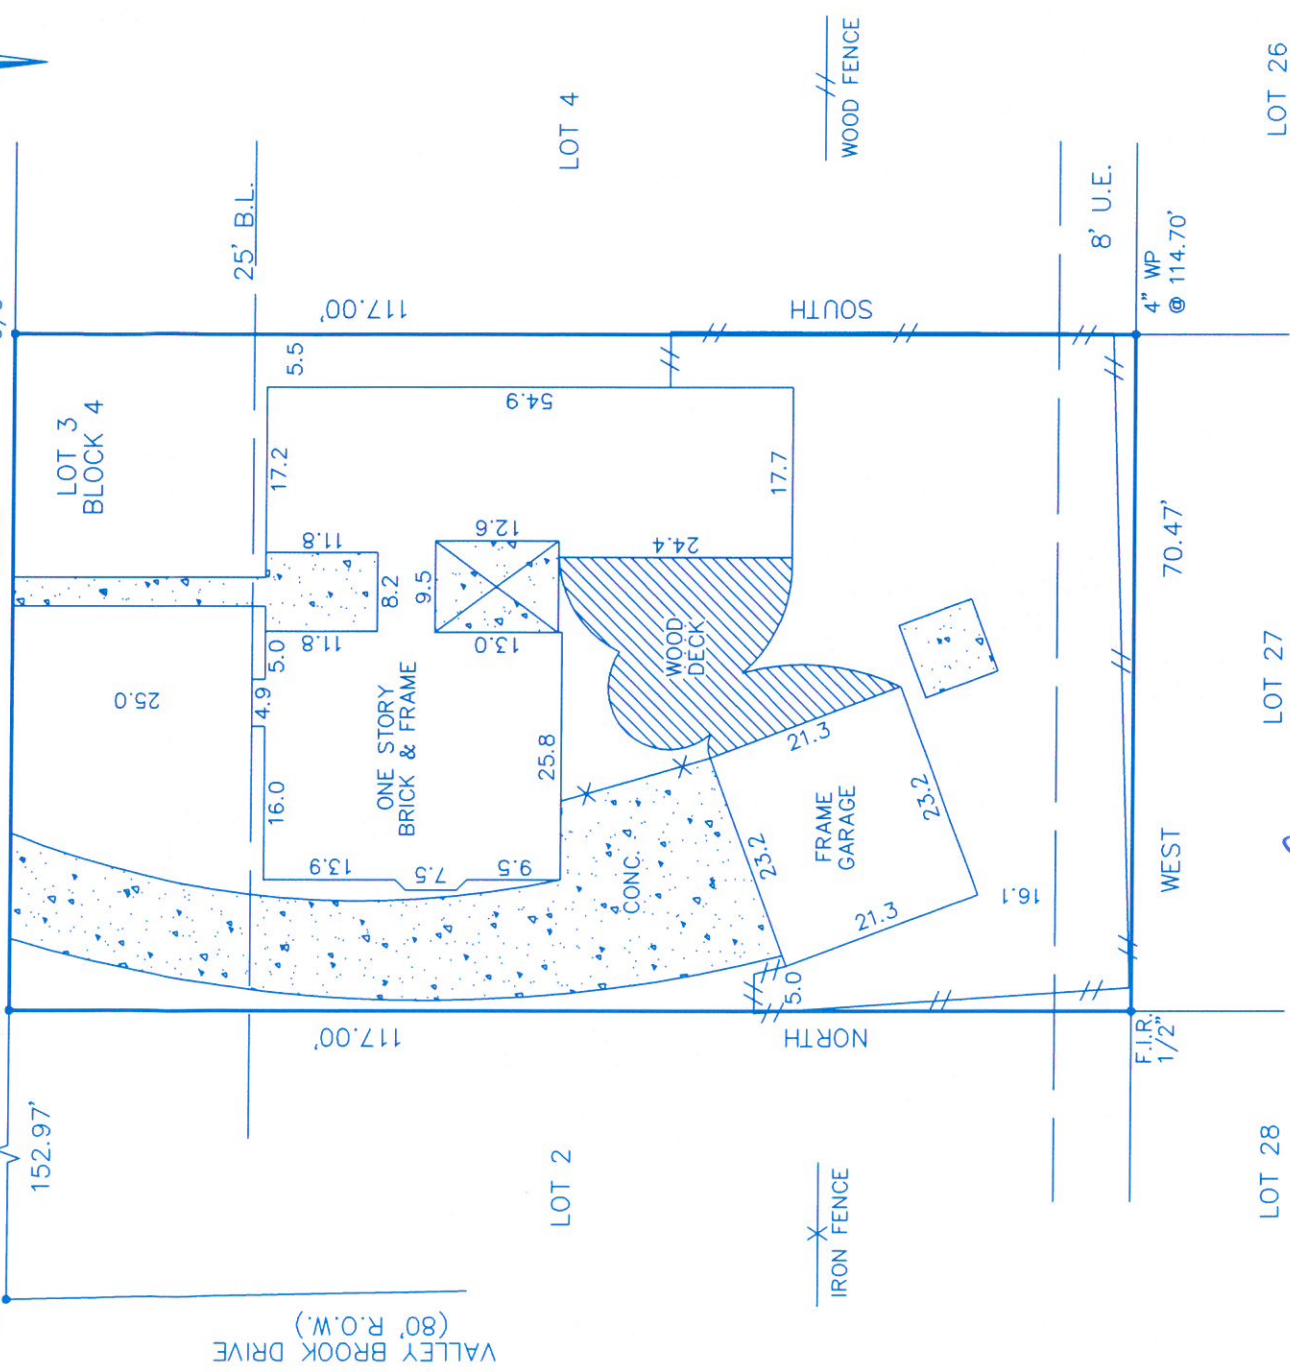 152.97'
VALLEY BROOK DRIVE
(80' R.O.W.)
LOT 2
IRON FENCE
LOT 28
117.00'
NORTH
F.I.R.
1/2"
25.0
16.0
4.9
5.0
11.8
11.8
8.2
17.2
5.5
LOT 3
BLOCK 4
25' B.L.
117.00'
SOUTH
ONE STORY
BRICK & FRAME
13.9
7.5
9.5
25.8
13.0
9.5
12.6
54.9
24.4
17.7
WOOD
DECK
CONC.
23.2
21.3
FRAME
GARAGE
23.2
21.3
5.0
16.1
WEST
70.47'
LOT 27
LOT 4
WOOD FENCE
8' U.E.
4" WP
@ 114.70'
LOT 26